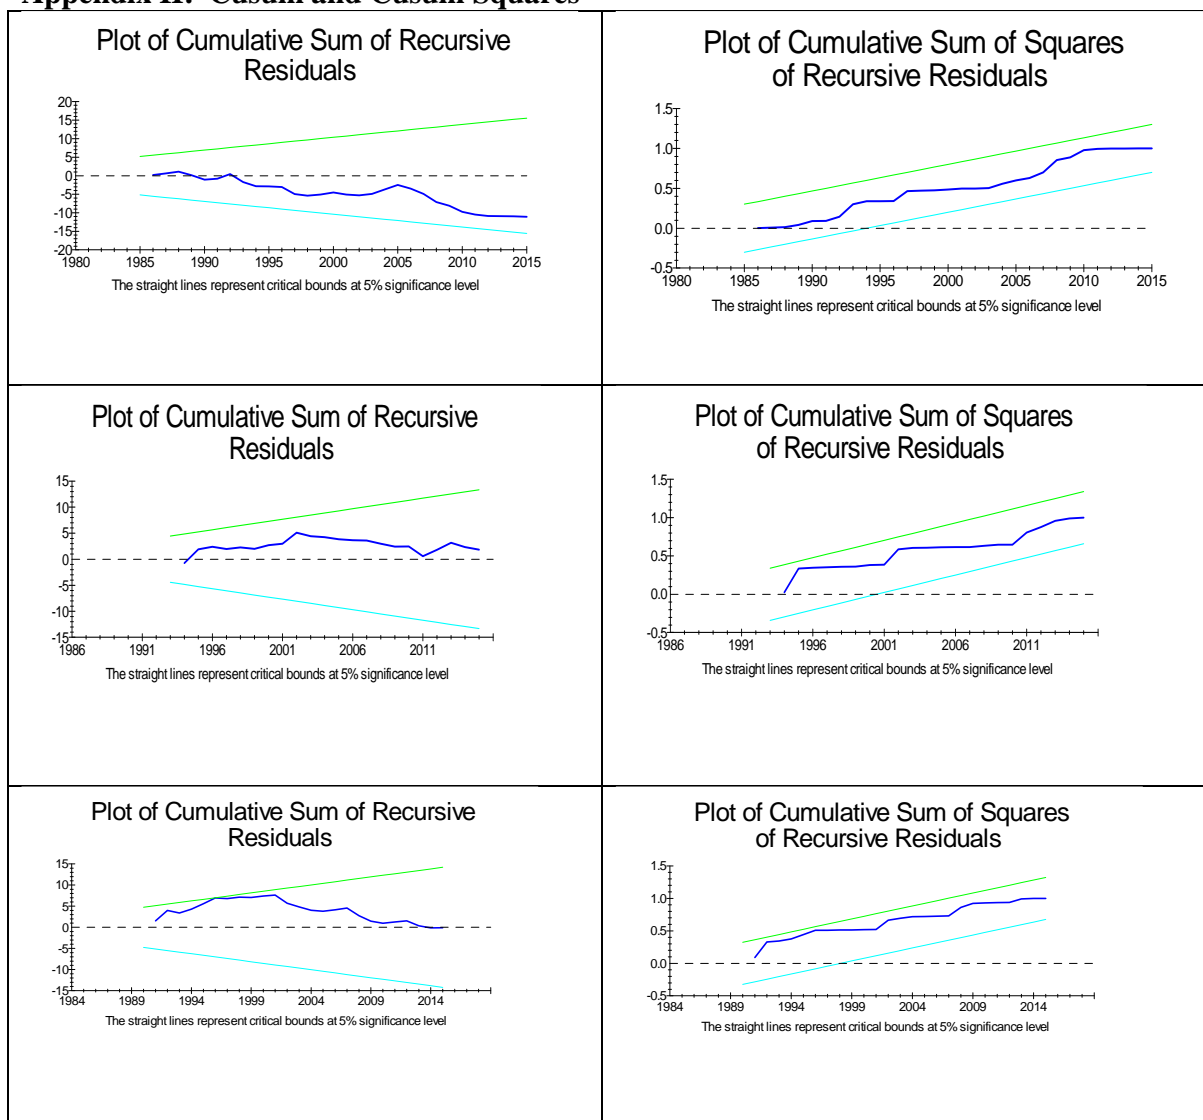 Appendix II: Cusum and Cusum Squares
Plot of Cumulative Sum of Recursive
Residuals
20
15
10
5
0
-5
-10
-15
-20
1980 1985 1990 1995 2000 2005 2010 2015
The straight lines represent critical bounds at 5% significance level
Plot of Cumulative Sum of Squares
of Recursive Residuals
1.5
1.0
0.5
0.0
-0.5
1980 1985 1990 1995 2000 2005 2010 2015
The straight lines represent critical bounds at 5% significance level
Plot of Cumulative Sum of Recursive
Residuals
15
10
5
0
-5
-10
-15
1986 1991 1996 2001 2006 2011
The straight lines represent critical bounds at 5% significance level
Plot of Cumulative Sum of Squares
of Recursive Residuals
1.5
1.0
0.5
0.0
-0.5
1986 1991 1996 2001 2006 2011
The straight lines represent critical bounds at 5% significance level
Plot of Cumulative Sum of Recursive
Residuals
15
10
5
0
-5
-10
-15
1984 1989 1994 1999 2004 2009 2014
The straight lines represent critical bounds at 5% significance level
Plot of Cumulative Sum of Squares
of Recursive Residuals
1.5
1.0
0.5
0.0
-0.5
1984 1989 1994 1999 2004 2009 2014
The straight lines represent critical bounds at 5% significance level